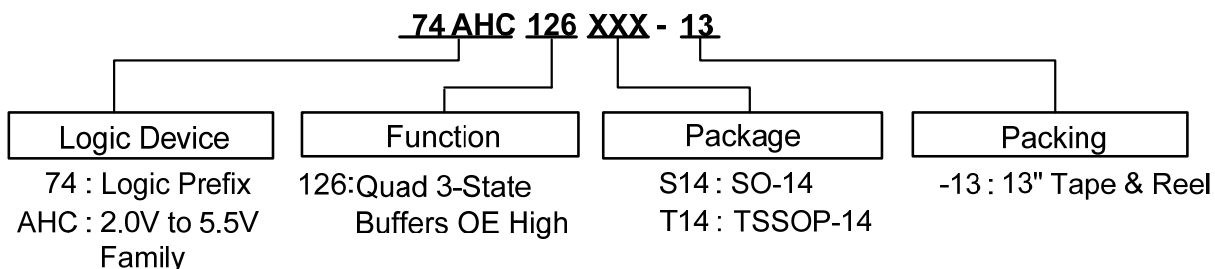 74 AHC 126 XXX - 13
Logic Device
74 : Logic Prefix
AHC : 2.0V to 5.5V
Family
Function
126:Quad 3-State
Buffers OE High
Package
S14 : SO-14
T14 : TSSOP-14
Packing
-13 : 13" Tape & Reel